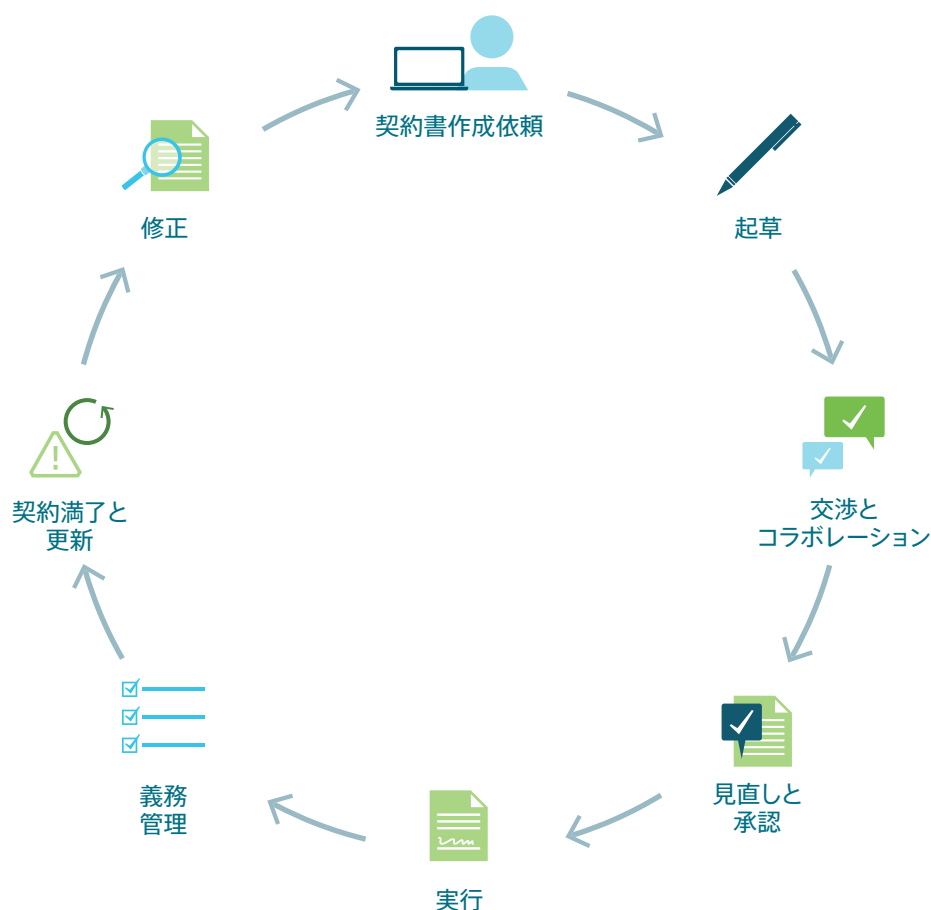 契約書作成依頼
起草
交渉と
コラボレーション
見直しと
承認
実行
義務
管理
契約満了と
更新
修正